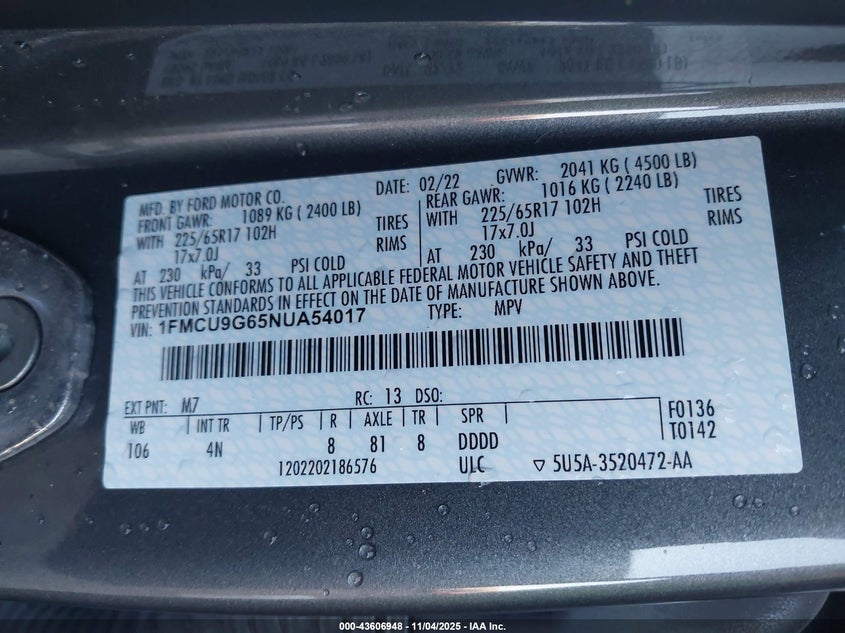 MFD. BY FORD MOTOR CO. DATE: 02/22 GVWR: 2041 KG ( 4500 LB)
FRONT GAWR: 1089 KG ( 2400 LB) REAR GAWR: 1016 KG ( 2240 LB)
WITH 225/65R17 102H TIRES WITH 225/65R17 102H TIRES
17x7.0J RIMS 17x7.0J RIMS
AT 230 kPa/ 33 PSI COLD AT 230 kPa/ 33 PSI COLD
THIS VEHICLE CONFORMS TO ALL APPLICABLE FEDERAL MOTOR VEHICLE SAFETY AND THEFT
PREVENTION STANDARDS IN EFFECT ON THE DATE OF MANUFACTURE SHOWN ABOVE.
VIN: 1FMCU9G65NUA54017 TYPE: MPV
EXT PNT: M7 RC: 13 DSO:
WB INT TR TP/PS R AXLE TR SPR F0136
106 4N 8 81 8 DDDD T0142
1202202186576 ULC ▽ 5U5A-3520472-AA
000-43606948 - 11/04/2025 - IAA Inc.